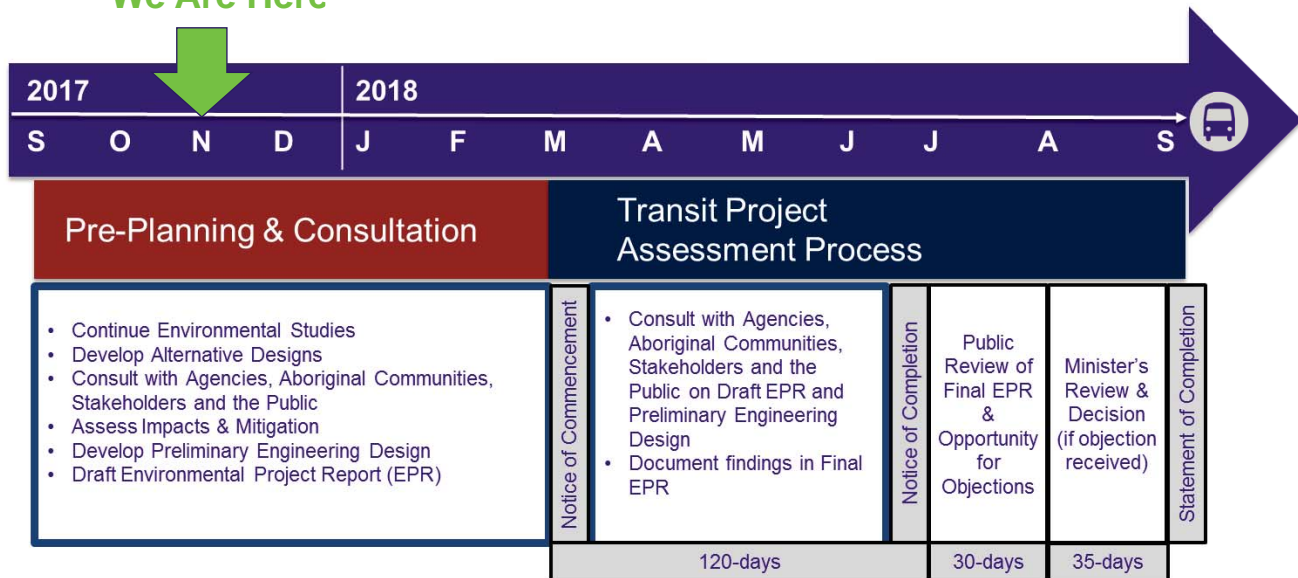 We Are Here
2017
2018
S O N D J F M A M J J A S
Pre-Planning & Consultation
Transit Project
Assessment Process
• Continue Environmental Studies
• Develop Alternative Designs
• Consult with Agencies, Aboriginal Communities,
Stakeholders and the Public
• Assess Impacts & Mitigation
• Develop Preliminary Engineering Design
• Draft Environmental Project Report (EPR)
Notice of Commencement
• Consult with Agencies,
Aboriginal Communities,
Stakeholders and the
Public on Draft EPR and
Preliminary Engineering
Design
• Document findings in Final
EPR
Notice of Completion
Public
Review of
Final EPR
&
Opportunity
for
Objections
Minister's
Review &
Decision
(if objection
received)
Statement of Completion
120-days
30-days
35-days